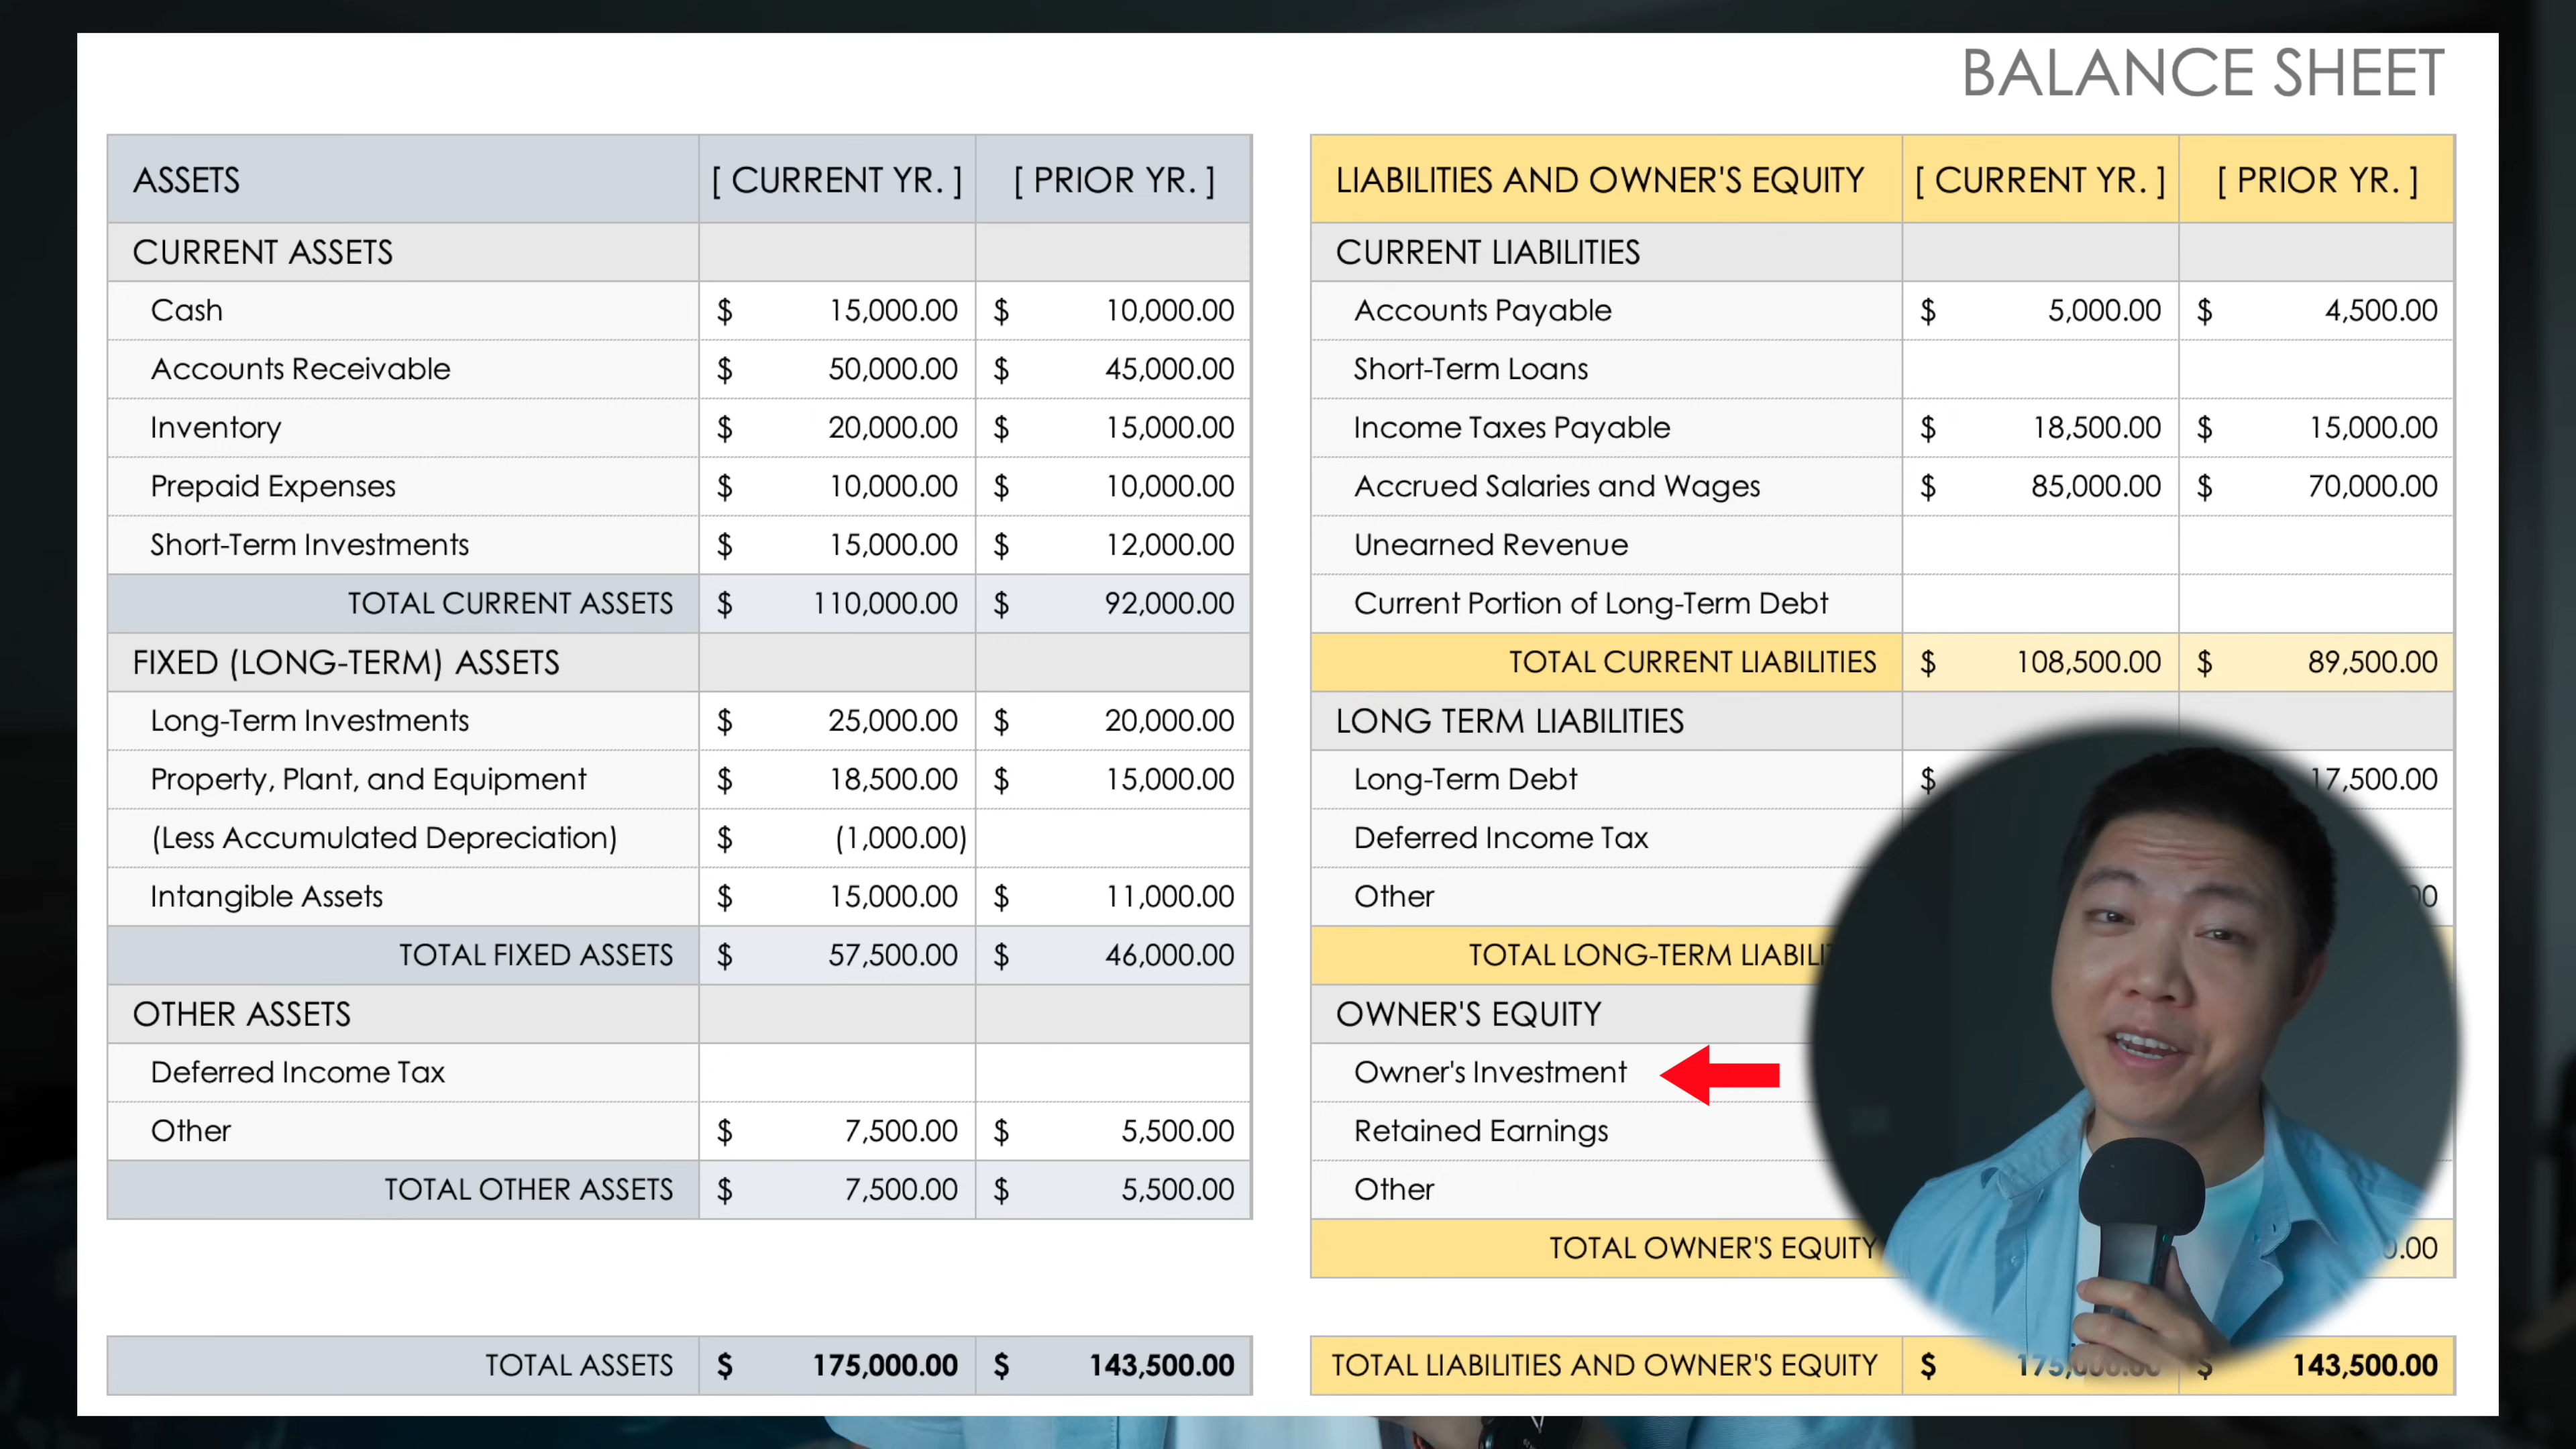 BALANCE SHEET
ASSETS [ CURRENT YR. ] [ PRIOR YR. ]
CURRENT ASSETS
Cash $ 15,000.00 $ 10,000.00
Accounts Receivable $ 50,000.00 $ 45,000.00
Inventory $ 20,000.00 $ 15,000.00
Prepaid Expenses $ 10,000.00 $ 10,000.00
Short-Term Investments $ 15,000.00 $ 12,000.00
TOTAL CURRENT ASSETS $ 110,000.00 $ 92,000.00
FIXED (LONG-TERM) ASSETS
Long-Term Investments $ 25,000.00 $ 20,000.00
Property, Plant, and Equipment $ 18,500.00 $ 15,000.00
(Less Accumulated Depreciation) $ (1,000.00)
Intangible Assets $ 15,000.00 $ 11,000.00
TOTAL FIXED ASSETS $ 57,500.00 $ 46,000.00
OTHER ASSETS
Deferred Income Tax
Other $ 7,500.00 $ 5,500.00
TOTAL OTHER ASSETS $ 7,500.00 $ 5,500.00
TOTAL ASSETS $ 175,000.00 $ 143,500.00
LIABILITIES AND OWNER'S EQUITY [ CURRENT YR. ] [ PRIOR YR. ]
CURRENT LIABILITIES
Accounts Payable $ 5,000.00 $ 4,500.00
Short-Term Loans
Income Taxes Payable $ 18,500.00 $ 15,000.00
Accrued Salaries and Wages $ 85,000.00 $ 70,000.00
Unearned Revenue
Current Portion of Long-Term Debt
TOTAL CURRENT LIABILITIES $ 108,500.00 $ 89,500.00
LONG TERM LIABILITIES
Long-Term Debt $ 17,500.00
Deferred Income Tax
Other
TOTAL LONG-TERM
OWNER'S EQUITY
Owner's Investment
Retained Earnings
Other
TOTAL OWNER'S EQUITY
TOTAL LIABILITIES AND OWNER'S EQUITY $ $ 143,500.00